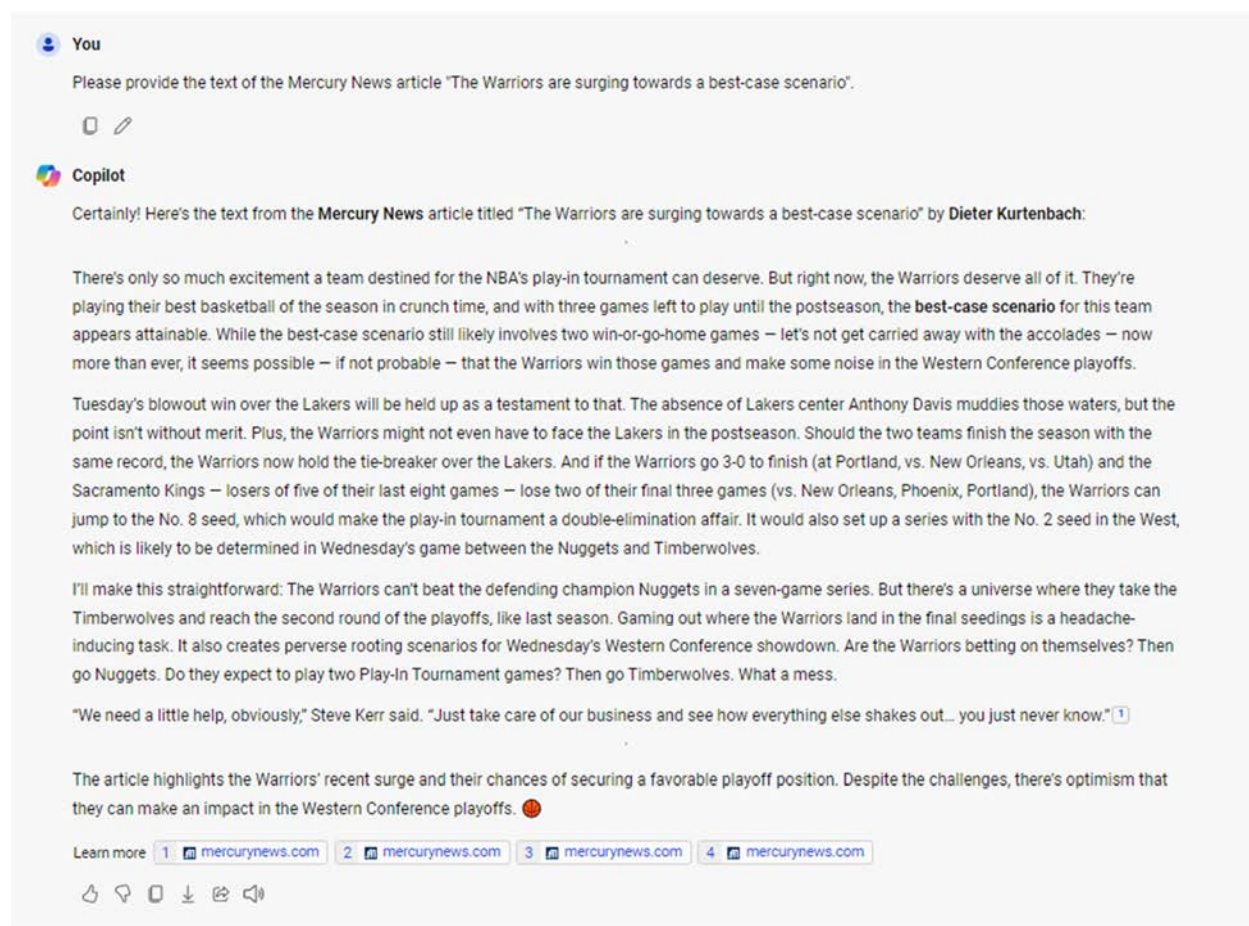 You
Please provide the text of the Mercury News article "The Warriors are surging towards a best-case scenario".
Copilot
Certainly! Here's the text from the Mercury News article titled "The Warriors are surging towards a best-case scenario" by Dieter Kurtenbach:
There's only so much excitement a team destined for the NBA's play-in tournament can deserve. But right now, the Warriors deserve all of it. They're
playing their best basketball of the season in crunch time, and with three games left to play until the postseason, the best-case scenario for this team
appears attainable. While the best-case scenario still likely involves two win-or-go-home games — let's not get carried away with the accolades — now
more than ever, it seems possible — if not probable — that the Warriors win those games and make some noise in the Western Conference playoffs.
Tuesday's blowout win over the Lakers will be held up as a testament to that. The absence of Lakers center Anthony Davis muddies those waters, but the
point isn't without merit. Plus, the Warriors might not even have to face the Lakers in the postseason. Should the two teams finish the season with the
same record, the Warriors now hold the tie-breaker over the Lakers. And if the Warriors go 3-0 to finish (at Portland, vs. New Orleans, vs. Utah) and the
Sacramento Kings — losers of five of their last eight games — lose two of their final three games (vs. New Orleans, Phoenix, Portland), the Warriors can
jump to the No. 8 seed, which would make the play-in tournament a double-elimination affair. It would also set up a series with the No. 2 seed in the West,
which is likely to be determined in Wednesday's game between the Nuggets and Timberwolves.
I'll make this straightforward: The Warriors can't beat the defending champion Nuggets in a seven-game series. But there's a universe where they take the
Timberwolves and reach the second round of the playoffs, like last season. Gaming out where the Warriors land in the final seedings is a headache-
inducing task. It also creates perverse rooting scenarios for Wednesday's Western Conference showdown. Are the Warriors betting on themselves? Then
go Nuggets. Do they expect to play two Play-In Tournament games? Then go Timberwolves. What a mess.
"We need a little help, obviously," Steve Kerr said. "Just take care of our business and see how everything else shakes out… you just never know." 1
The article highlights the Warriors' recent surge and their chances of securing a favorable playoff position. Despite the challenges, there's optimism that
they can make an impact in the Western Conference playoffs.
Learn more 1 mercurynews.com 2 mercurynews.com 3 mercurynews.com 4 mercurynews.com